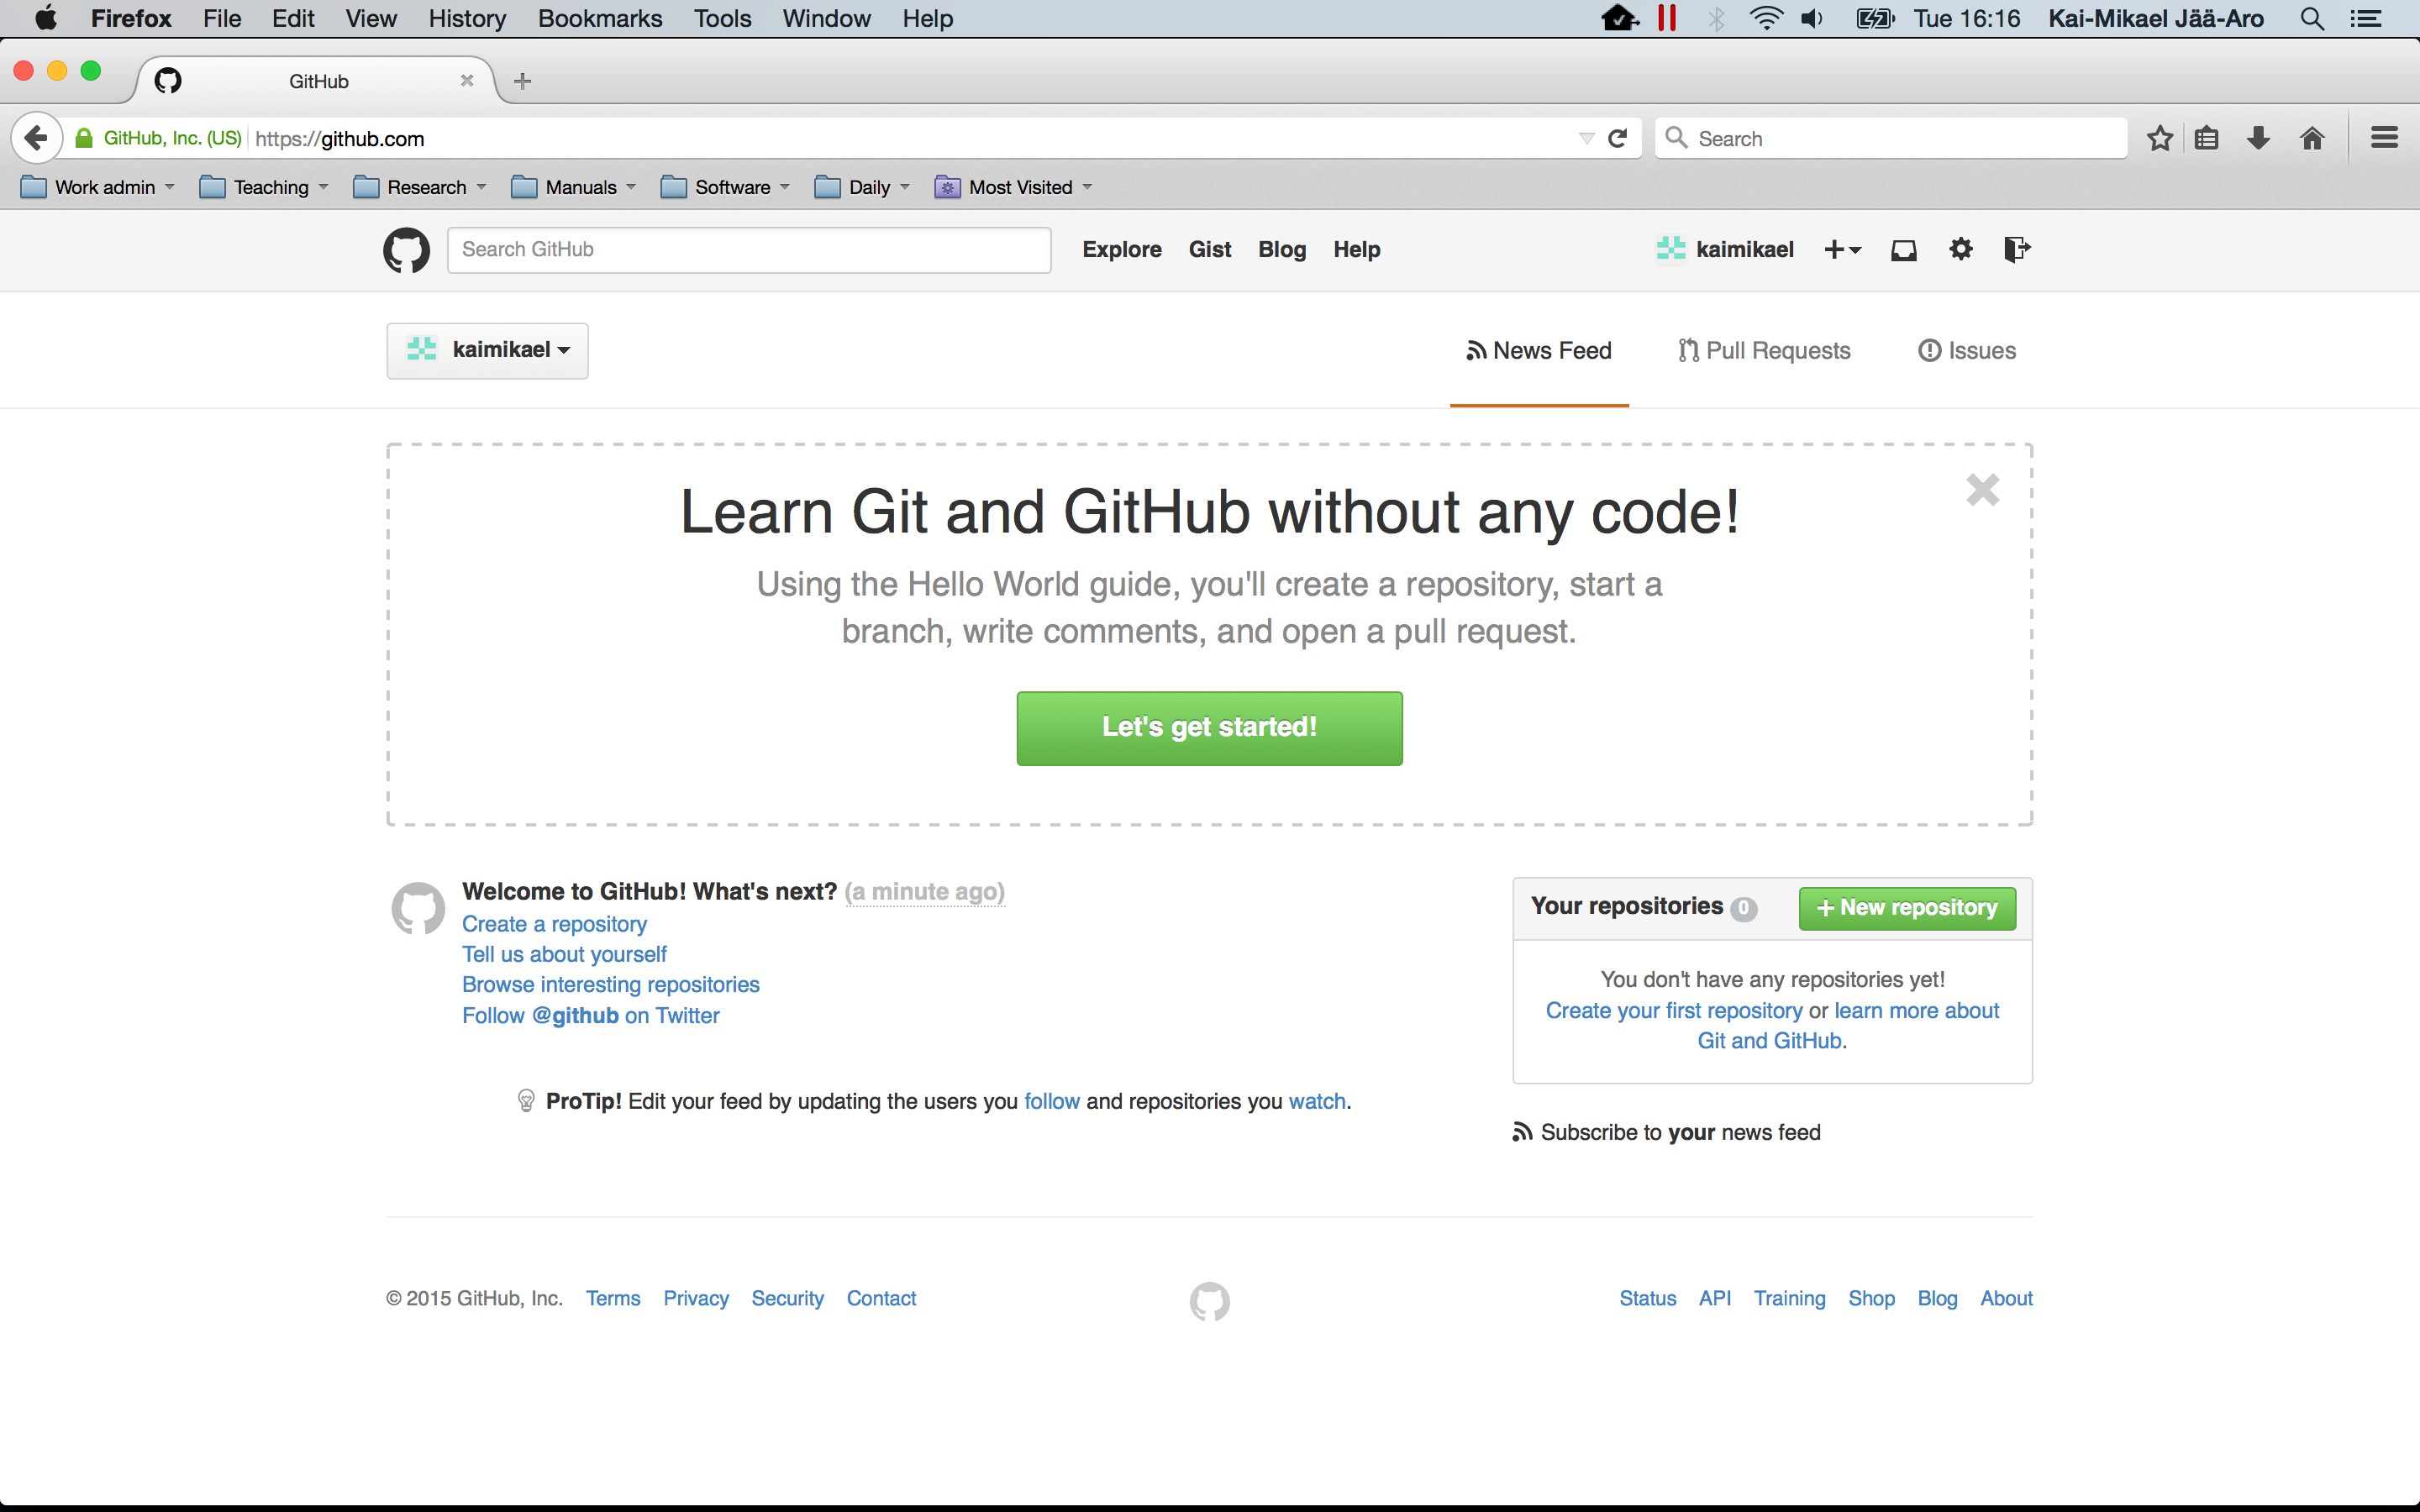 Firefox File Edit View History Bookmarks Tools Window Help Tue 16:16 Kai-Mikael Jää-Aro
GitHub
GitHub, Inc. (US) https://github.com Search
Work admin Teaching Research Manuals Software Daily Most Visited
Search GitHub Explore Gist Blog Help kaimikael
kaimikael News Feed Pull Requests Issues
Learn Git and GitHub without any code!
Using the Hello World guide, you'll create a repository, start a
branch, write comments, and open a pull request.
Let's get started!
Welcome to GitHub! What's next? (a minute ago)
Create a repository
Tell us about yourself
Browse interesting repositories
Follow @github on Twitter
ProTip! Edit your feed by updating the users you follow and repositories you watch.
Your repositories 0 + New repository
You don't have any repositories yet!
Create your first repository or learn more about
Git and GitHub.
Subscribe to your news feed
© 2015 GitHub, Inc. Terms Privacy Security Contact Status API Training Shop Blog About